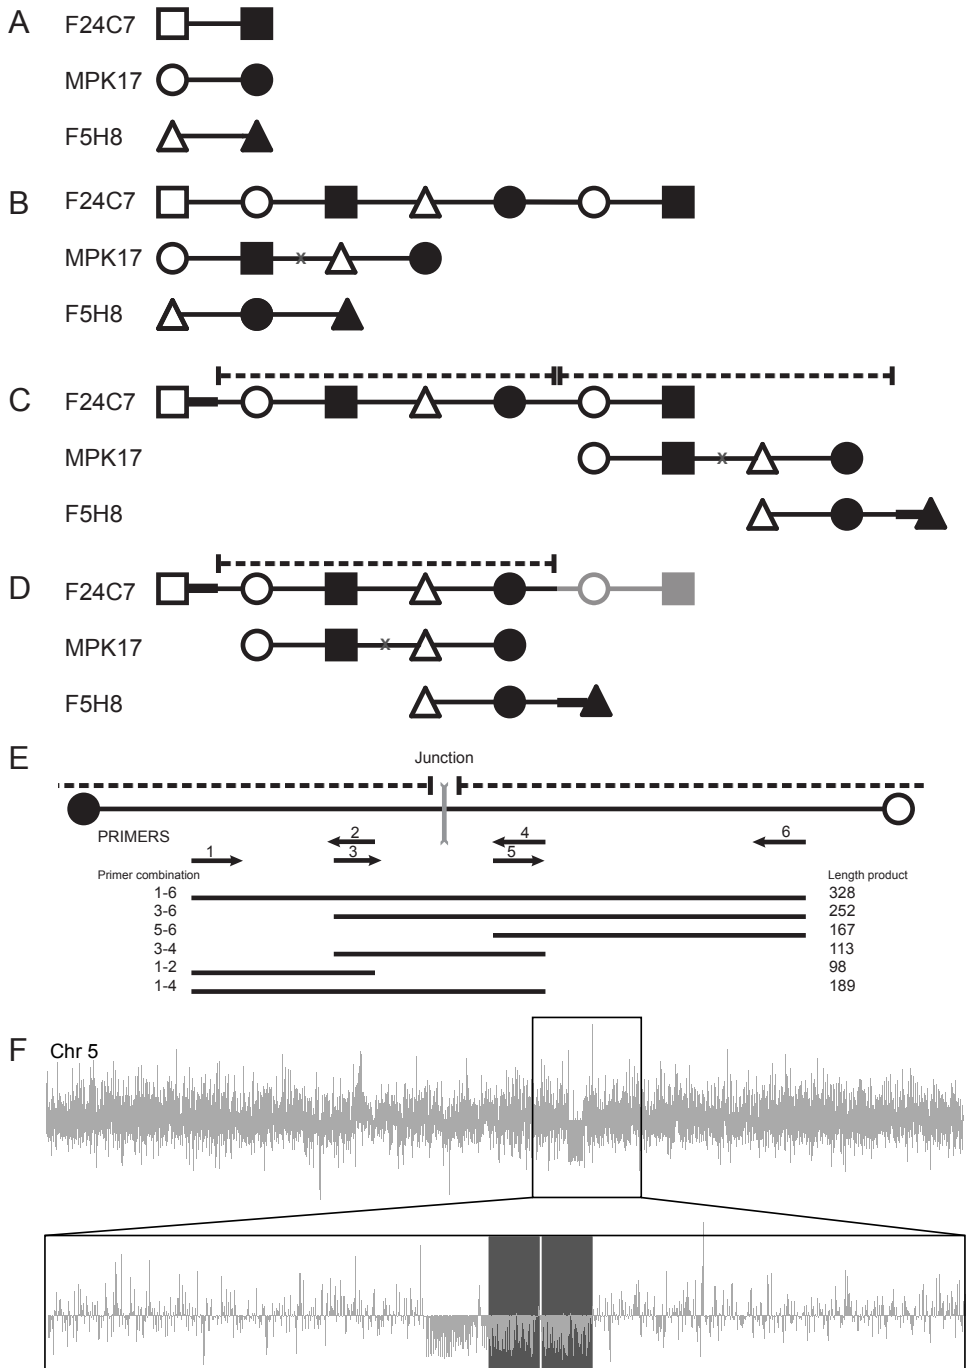 A F24C7
MPK17
F5H8
B F24C7
MPK17 x
F5H8
C F24C7
MPK17 x
F5H8
D F24C7
MPK17 x
F5H8
E Junction
PRIMERS 2 4 6
1 3 5
Primer combination Length product
1-6 328
3-6 252
5-6 167
3-4 113
1-2 98
1-4 189
F Chr 5